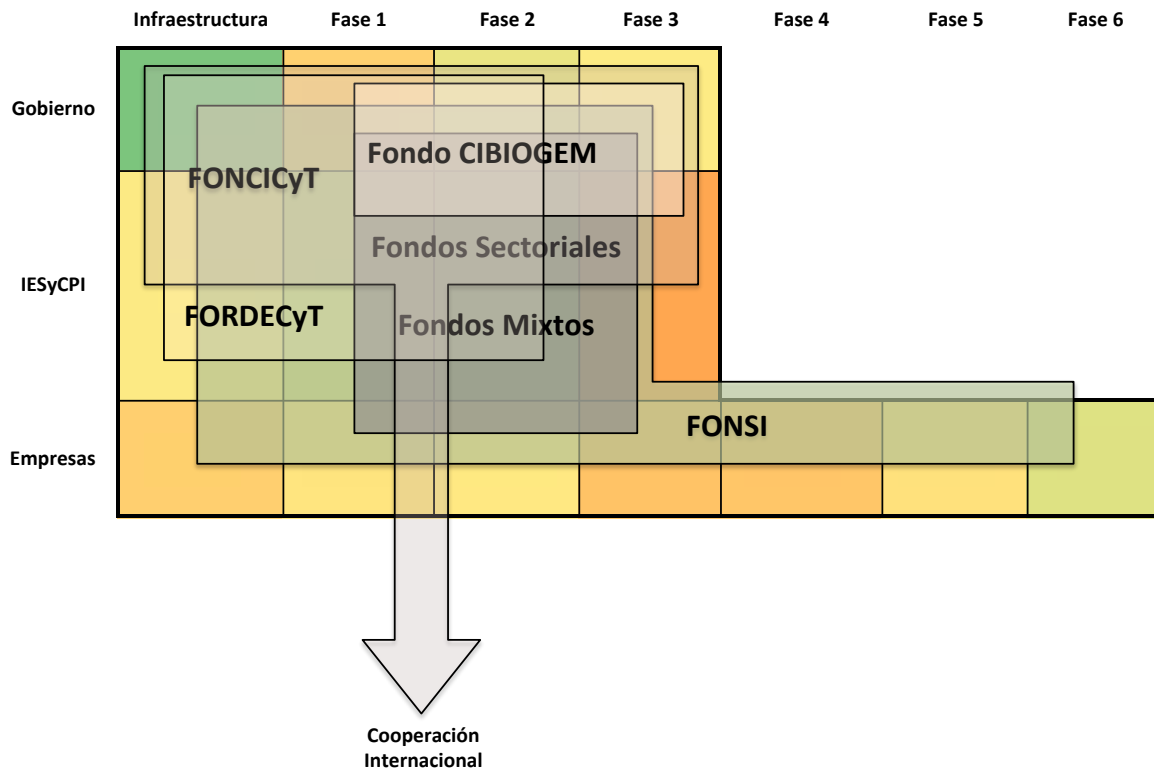 Infraestructura Fase 1 Fase 2 Fase 3 Fase 4 Fase 5 Fase 6
Gobierno
Fondo CIBIOGEM
FONCICyT
Fondos Sectoriales
IESyCPI
FORDECyT
Fondos Mixtos
FONSI
Empresas
Cooperación
Internacional